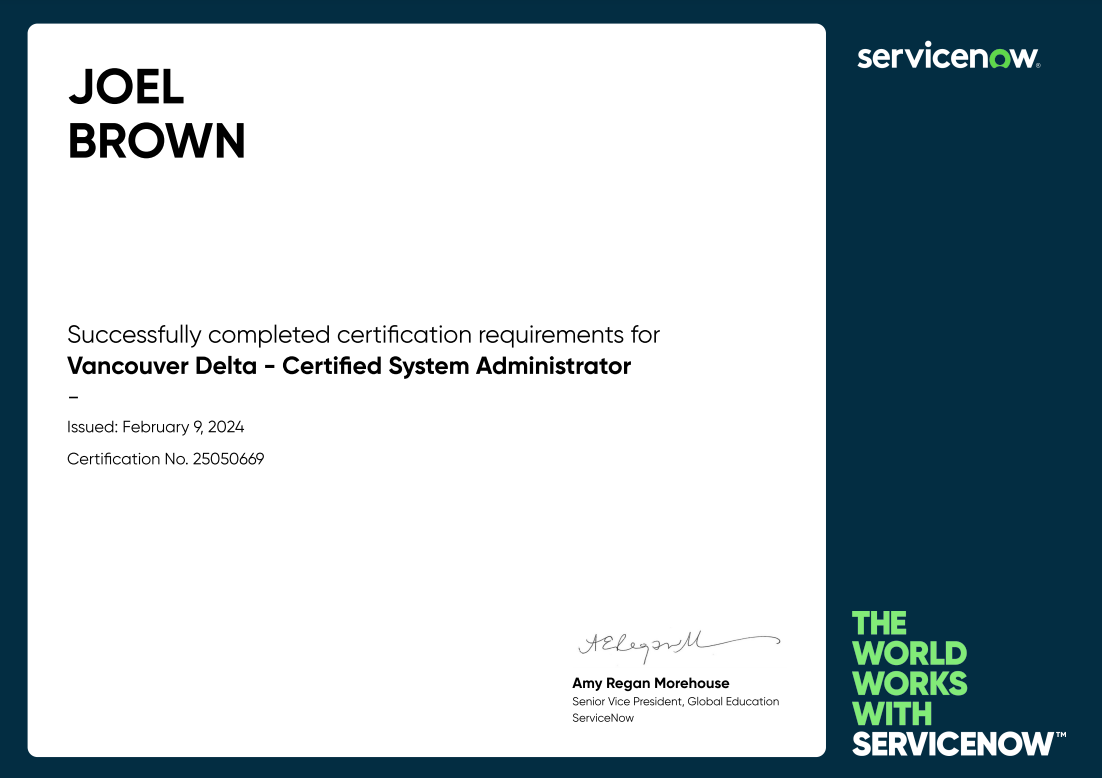 JOEL
BROWN
Successfully completed certification requirements for
Vancouver Delta - Certified System Administrator
–
Issued: February 9, 2024
Certification No. 25050669
Amy Regan Morehouse
Senior Vice President, Global Education
ServiceNow
servicenow®
THE
WORLD
WORKS
WITH
SERVICENOW™